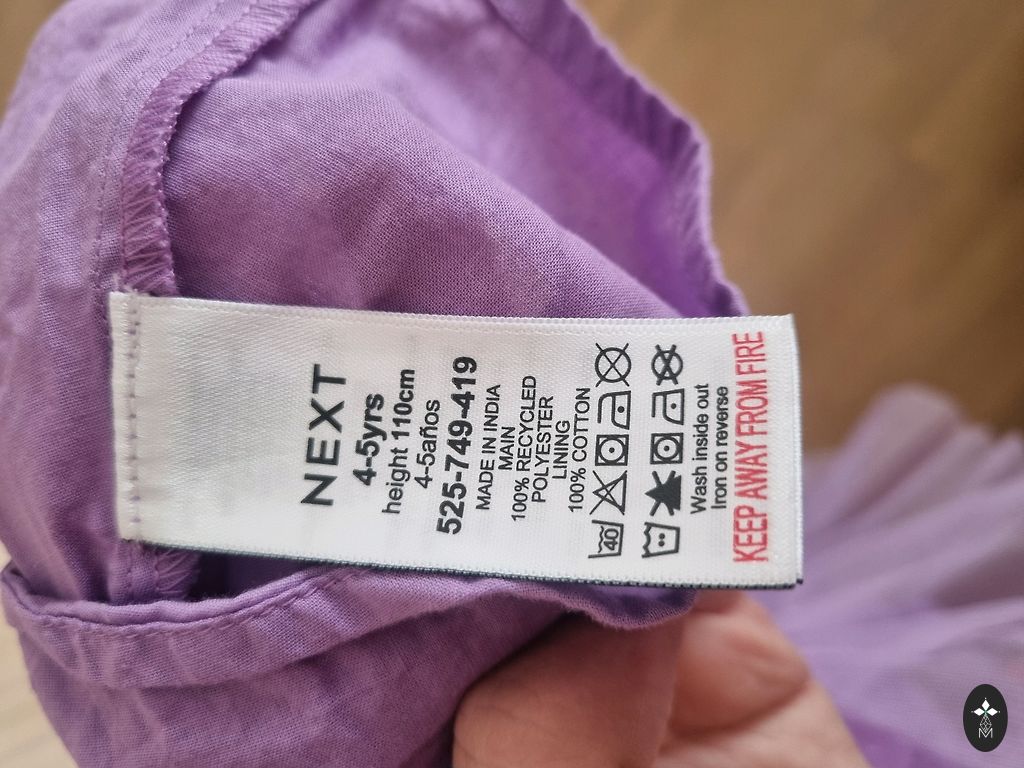 NEXT
4-5yrs
height 110cm
4-5años
525-749-419
MADE IN INDIA
MAIN
100% RECYCLED
POLYESTER
LINING
100% COTTON
40
Wash inside out
Iron on reverse
KEEP AWAY FROM FIRE
M